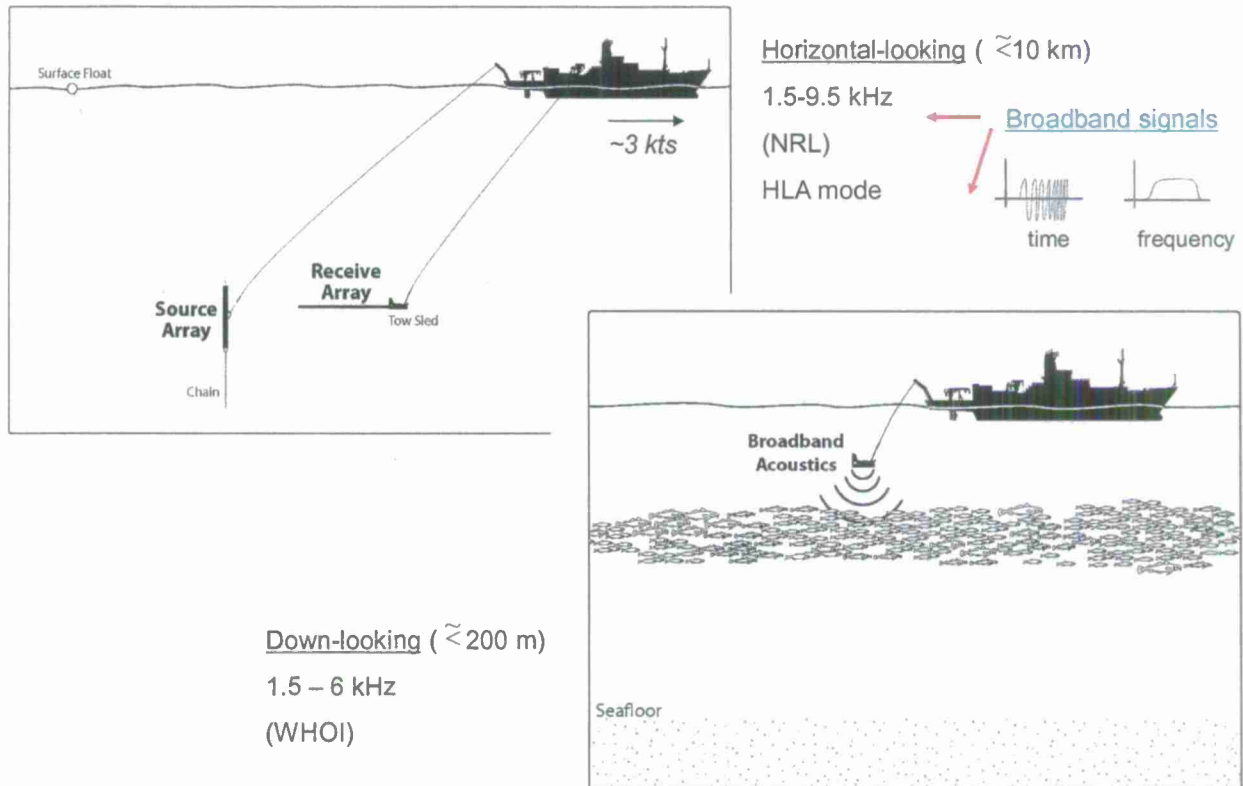 Surface Float
~3 kts
Receive
Array
Tow Sled
Source
Array
Chain
Horizontal-looking ( ≲10 km)
1.5-9.5 kHz
(NRL)
HLA mode
Broadband signals
time
frequency
Broadband
Acoustics
Seafloor
Down-looking ( ≲200 m)
1.5 – 6 kHz
(WHOI)